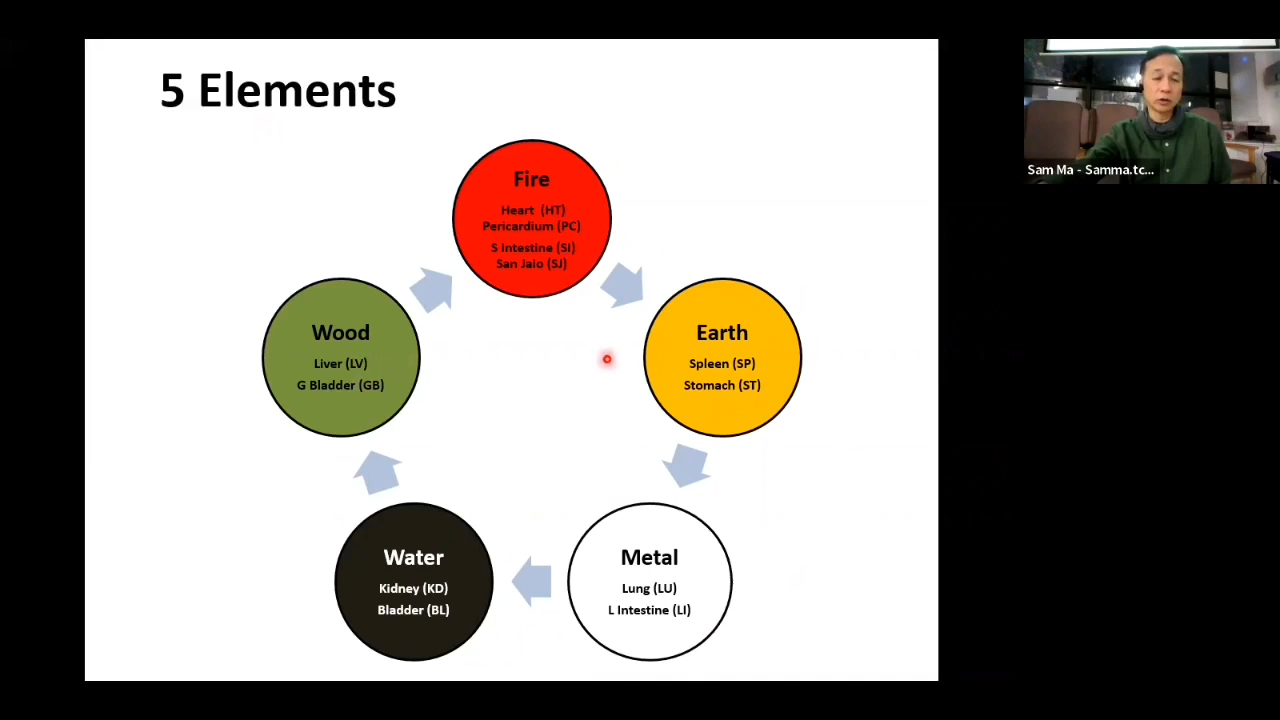 5 Elements
Fire
Heart (HT)
Pericardium (PC)
S Intestine (SI)
San Jaio (SJ)
Wood
Liver (LV)
G Bladder (GB)
Earth
Spleen (SP)
Stomach (ST)
Water
Kidney (KD)
Bladder (BL)
Metal
Lung (LU)
L Intestine (LI)
Sam Ma - Samma.tc...